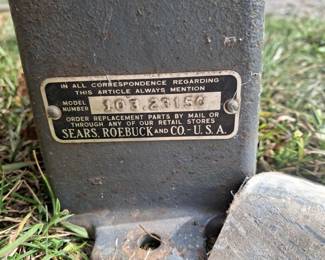 IN ALL CORRESPONDENCE REGARDING
THIS ARTICLE ALWAYS MENTION
MODEL NUMBER 103.23150
ORDER REPLACEMENT PARTS BY MAIL OR
THROUGH ANY OF OUR RETAIL STORES
SEARS, ROEBUCK AND CO.-U.S.A.